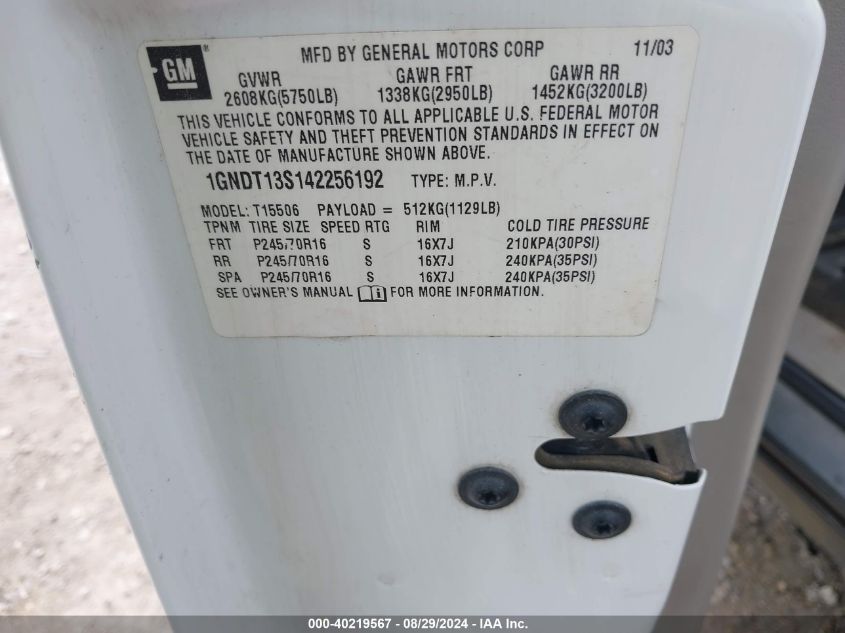 GM ®
MFD BY GENERAL MOTORS CORP 11/03
GVWR GAWR FRT GAWR RR
2608KG(5750LB) 1338KG(2950LB) 1452KG(3200LB)
THIS VEHICLE CONFORMS TO ALL APPLICABLE U.S. FEDERAL MOTOR
VEHICLE SAFETY AND THEFT PREVENTION STANDARDS IN EFFECT ON
THE DATE OF MANUFACTURE SHOWN ABOVE.
1GNDT13S142256192 TYPE: M.P.V.
MODEL: T15506 PAYLOAD = 512KG(1129LB)
TPNM TIRE SIZE SPEED RTG RIM COLD TIRE PRESSURE
FRT P245/70R16 S 16X7J 210KPA(30PSI)
RR P245/70R16 S 16X7J 240KPA(35PSI)
SPA P245/70R16 S 16X7J 240KPA(35PSI)
SEE OWNER'S MANUAL FOR MORE INFORMATION.
000-40219567 - 08/29/2024 - IAA Inc.